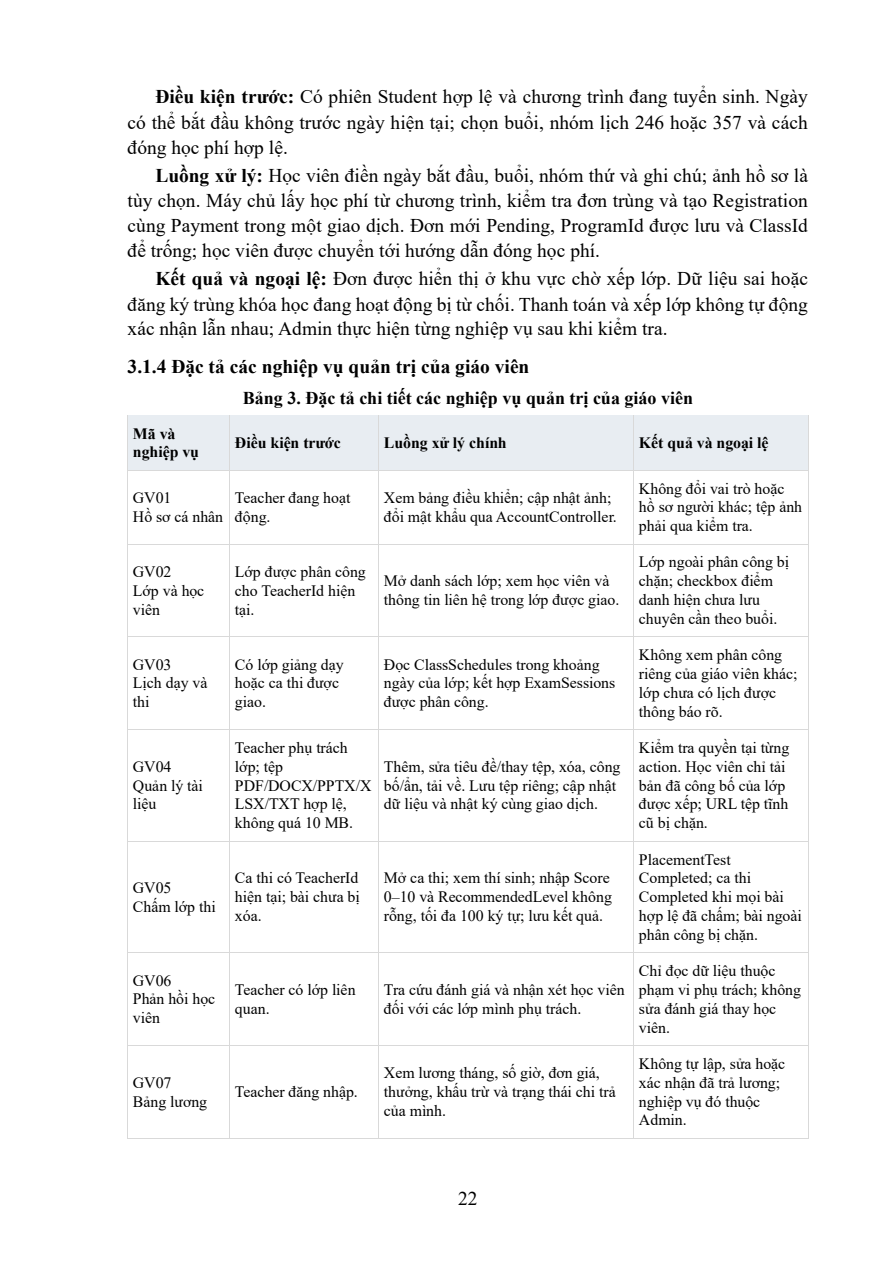 Điều kiện trước: Có phiên Student hợp lệ và chương trình đang tuyển sinh. Ngày
có thể bắt đầu không trước ngày hiện tại; chọn buổi, nhóm lịch 246 hoặc 357 và cách
đóng học phí hợp lệ.
Luồng xử lý: Học viên điền ngày bắt đầu, buổi, nhóm thứ và ghi chú; ảnh hồ sơ là
tùy chọn. Máy chủ lấy học phí từ chương trình, kiểm tra đơn trùng và tạo Registration
cùng Payment trong một giao dịch. Đơn mới Pending, ProgramId được lưu và ClassId
để trống; học viên được chuyển tới hướng dẫn đóng học phí.
Kết quả và ngoại lệ: Đơn được hiển thị ở khu vực chờ xếp lớp. Dữ liệu sai hoặc
đăng ký trùng khóa học đang hoạt động bị từ chối. Thanh toán và xếp lớp không tự động
xác nhận lẫn nhau; Admin thực hiện từng nghiệp vụ sau khi kiểm tra.
3.1.4 Đặc tả các nghiệp vụ quản trị của giáo viên
Bảng 3. Đặc tả chi tiết các nghiệp vụ quản trị của giáo viên
Mã và
nghiệp vụ
Điều kiện trước
Luồng xử lý chính
Kết quả và ngoại lệ
GV01
Hồ sơ cá nhân
Teacher đang hoạt
động.
Xem bảng điều khiển; cập nhật ảnh;
đổi mật khẩu qua AccountController.
Không đổi vai trò hoặc
hồ sơ người khác; tệp ảnh
phải qua kiểm tra.
GV02
Lớp và học
viên
Lớp được phân công
cho TeacherId hiện
tại.
Mở danh sách lớp; xem học viên và
thông tin liên hệ trong lớp được giao.
Lớp ngoài phân công bị
chặn; checkbox điểm
danh hiện chưa lưu
chuyên cần theo buổi.
GV03
Lịch dạy và
thi
Có lớp giảng dạy
hoặc ca thi được
giao.
Đọc ClassSchedules trong khoảng
ngày của lớp; kết hợp ExamSessions
được phân công.
Không xem phân công
riêng của giáo viên khác;
lớp chưa có lịch được
thông báo rõ.
GV04
Quản lý tài
liệu
Teacher phụ trách
lớp; tệp
PDF/DOCX/PPTX/X
LSX/TXT hợp lệ,
không quá 10 MB.
Thêm, sửa tiêu đề/thay tệp, xóa, công
bố/ẩn, tải về. Lưu tệp riêng; cập nhật
dữ liệu và nhật ký cùng giao dịch.
Kiểm tra quyền tại từng
action. Học viên chỉ tải
bản đã công bố của lớp
được xếp; URL tệp tĩnh
cũ bị chặn.
GV05
Chấm lớp thi
Ca thi có TeacherId
hiện tại; bài chưa bị
xóa.
Mở ca thi; xem thí sinh; nhập Score
0–10 và RecommendedLevel không
rỗng, tối đa 100 ký tự; lưu kết quả.
PlacementTest
Completed; ca thi
Completed khi mọi bài
hợp lệ đã chấm; bài ngoài
phân công bị chặn.
GV06
Phản hồi học
viên
Teacher có lớp liên
quan.
Tra cứu đánh giá và nhận xét học viên
đối với các lớp mình phụ trách.
Chỉ đọc dữ liệu thuộc
phạm vi phụ trách; không
sửa đánh giá thay học
viên.
GV07
Bảng lương
Teacher đăng nhập.
Xem lương tháng, số giờ, đơn giá,
thưởng, khấu trừ và trạng thái chi trả
của mình.
Không tự lập, sửa hoặc
xác nhận đã trả lương;
nghiệp vụ đó thuộc
Admin.
22